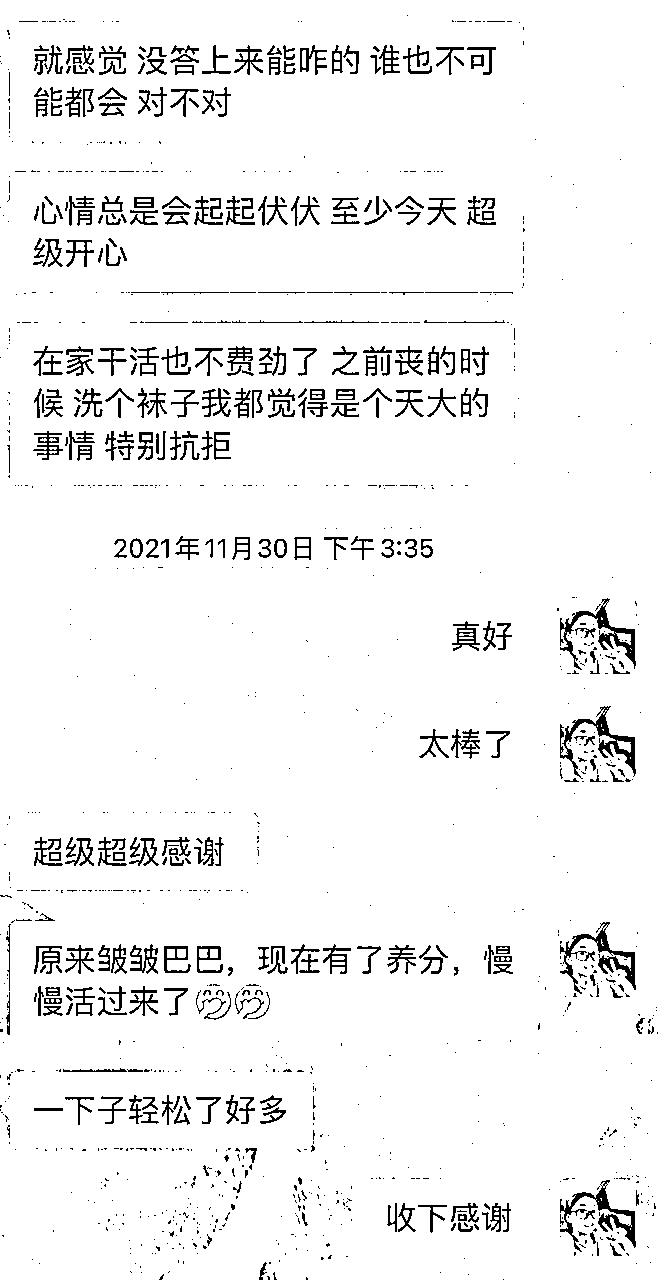 就感觉 没答上来能咋的 谁也不可
能都会 对不对
心情总是会起起伏伏 至少今天 超
级开心
在家干活也不费劲了 之前丧的时
候 洗个袜子我都觉得是个天大的
事情 特别抗拒
2021年11月30日 下午3:35
真好
太棒了
超级超级感谢
原来皱皱巴巴，现在有了养分，慢
慢活过来了🤭🤭
一下子轻松了好多
收下感谢